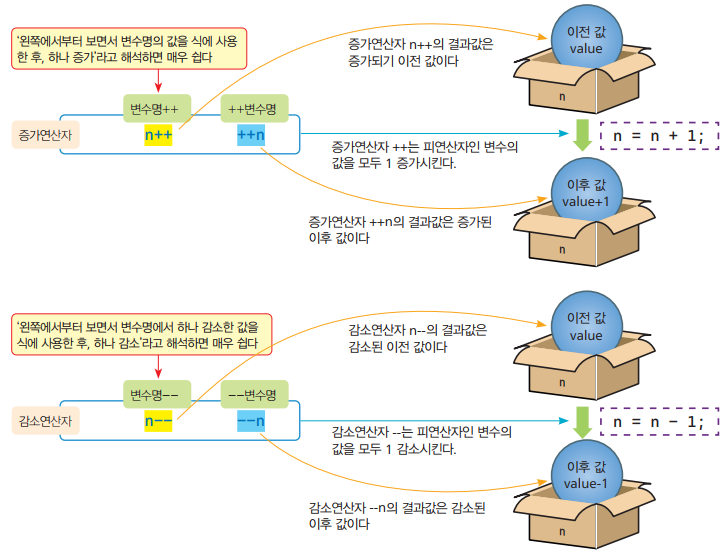 '왼쪽에서부터 보면서 변수명의 값을 식에 사용
한 후, 하나 증가'라고 해석하면 매우 쉽다
증가연산자 n++의 결과값은
증가되기 이전 값이다
이전 값
value
n
변수명++
++변수명
증가연산자
n++
++n
증가연산자 ++는 피연산자인 변수의
값을 모두 1 증가시킨다.
n = n + 1;
이후 값
value+1
n
증가연산자 ++n의 결과값은 증가된
이후 값이다
'왼쪽에서부터 보면서 변수명에서 하나 감소한 값을
식에 사용한 후, 하나 감소'라고 해석하면 매우 쉽다
감소연산자 n--의 결과값은
감소된 이전 값이다
이전 값
value
n
변수명--
--변수명
감소연산자
n--
--n
감소연산자 --는 피연산자인 변수의
값을 모두 1 감소시킨다.
n = n - 1;
이후 값
value-1
n
감소연산자 --n의 결과값은 감소된
이후 값이다